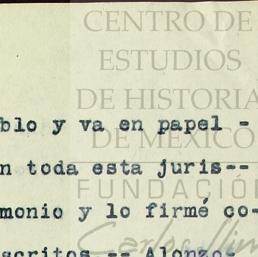 CENTRO DE
ESTUDIOS
DE HISTORIA
DE MÉXICO
FUNDACIÓN
blo y va en papel -
n toda esta juris--
monio y lo firmé co-
scritos -- Alonzo-